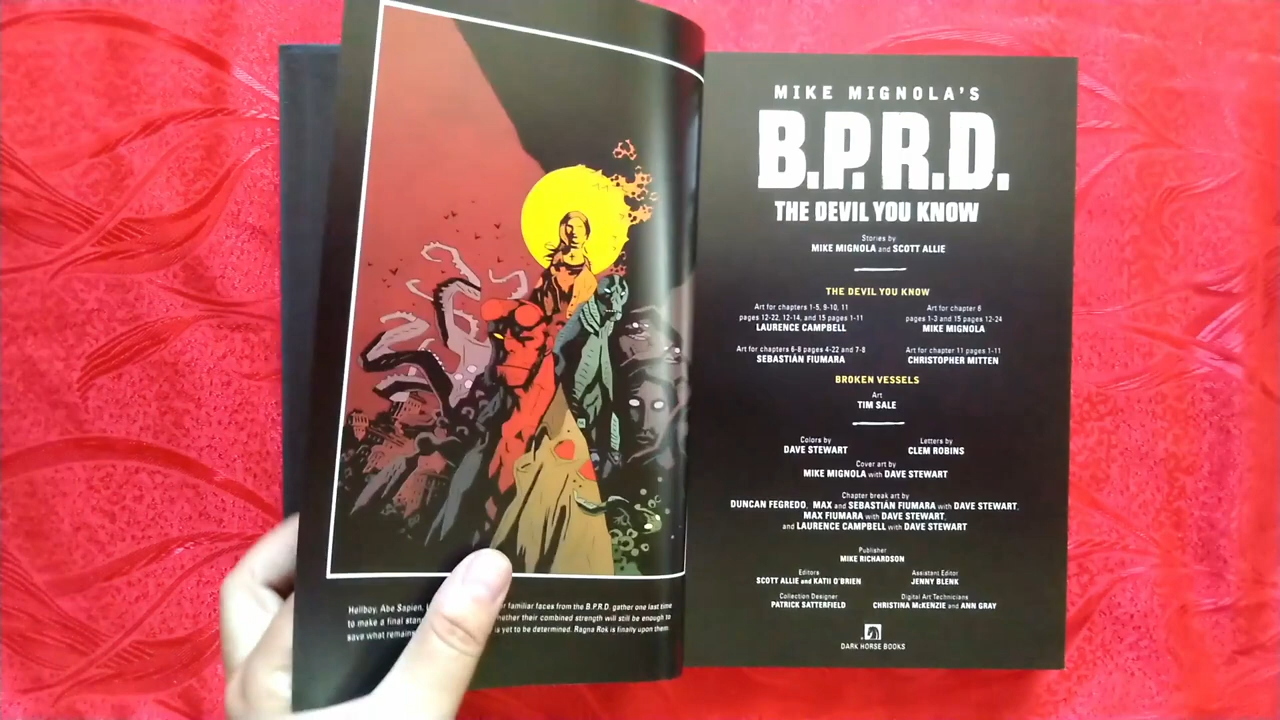 Hellboy, Abe Sapien, familiar faces from the B.P.R.D. gather one last time
to make a final stand their combined strength will still be enough to
save what remains is yet to be determined. Ragna Rok is finally upon them.
MIKE MIGNOLA'S
B.P.R.D.
THE DEVIL YOU KNOW
Stories by
MIKE MIGNOLA and SCOTT ALLIE
THE DEVIL YOU KNOW
Art for chapters 1-5, 9-10, 11
pages 12-22, 12-14, and 15 pages 1-11
LAURENCE CAMPBELL
Art for chapter 6
pages 1-3 and 15 pages 12-24
MIKE MIGNOLA
Art for chapters 6-8 pages 4-22 and 7-8
SEBASTIÁN FIUMARA
Art for chapter 11 pages 1-11
CHRISTOPHER MITTEN
BROKEN VESSELS
Art
TIM SALE
Colors by
DAVE STEWART
Letters by
CLEM ROBINS
Cover art by
MIKE MIGNOLA with DAVE STEWART
Chapter break art by
DUNCAN FEGREDO, MAX and SEBASTIÁN FIUMARA with DAVE STEWART,
MAX FIUMARA with DAVE STEWART,
and LAURENCE CAMPBELL with DAVE STEWART
Publisher
MIKE RICHARDSON
Editors
SCOTT ALLIE and KATII O'BRIEN
Assistant Editor
JENNY BLENK
Collection Designer
PATRICK SATTERFIELD
Digital Art Technicians
CHRISTINA McKENZIE and ANN GRAY
DARK HORSE BOOKS